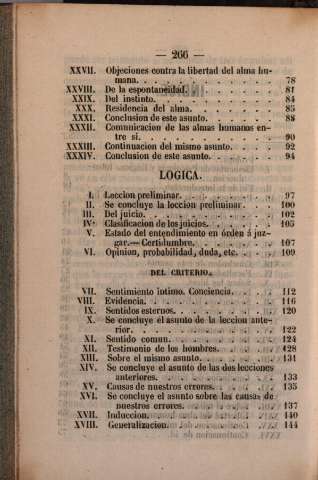 — 266 —
XXVII. Objeciones contra la libertad del alma hu-
mana. . . . . . . . . . . . 78
XXVIII. De la espontaneidad. . . . . . . 81
XXIX. Del instinto. . . . . . . . . . 84
XXX. Residencia del alma. . . . . . . 85
XXXI. Conclusion de este asunto. . . . . 88
XXXII. Comunicacion de las almas humanas en-
tre sí. . . . . . . . . . . . 90
XXXIII. Continuacion del mismo asunto. . . 92
XXXIV. Conclusion de este asunto. . . . . 94
LOGICA.
I. Leccion preliminar. . . . . . . 97
II. Se concluye la leccion preliminar. . 100
III. Del juicio. . . . . . . . . . 102
IV. Clasificacion de los juicios. . . . . 105
V. Estado del entendimiento en órden á juz-
gar.—Certidumbre. . . . . . . 107
VI. Opinion, probabilidad, duda, etc. . . 109
DEL CRITERIO.
VII. Sentimiento íntimo. Conciencia. . . 112
VIII. Evidencia. . . . . . . . . . 116
IX. Sentidos esternos. . . . . . . . 120
X. Se concluye el asunto de la leccion ante-
rior. . . . . . . . . . . . 122
XI. Sentido comun. . . . . . . . . 124
XII. Testimonio de los hombres. . . . . 128
XIII. Sobre el mismo asunto. . . . . . 131
XIV. Se concluye el asunto de las dos lecciones
anteriores. . . . . . . . . . 133
XV. Causas de nuestros errores. . . . . 135
XVI. Se concluye el asunto sobre las causas de
nuestros errores. . . . . . . . 137
XVII. Induccion. . . . . . . . . . 140
XVIII. Generalizacion. . . . . . . . . 144